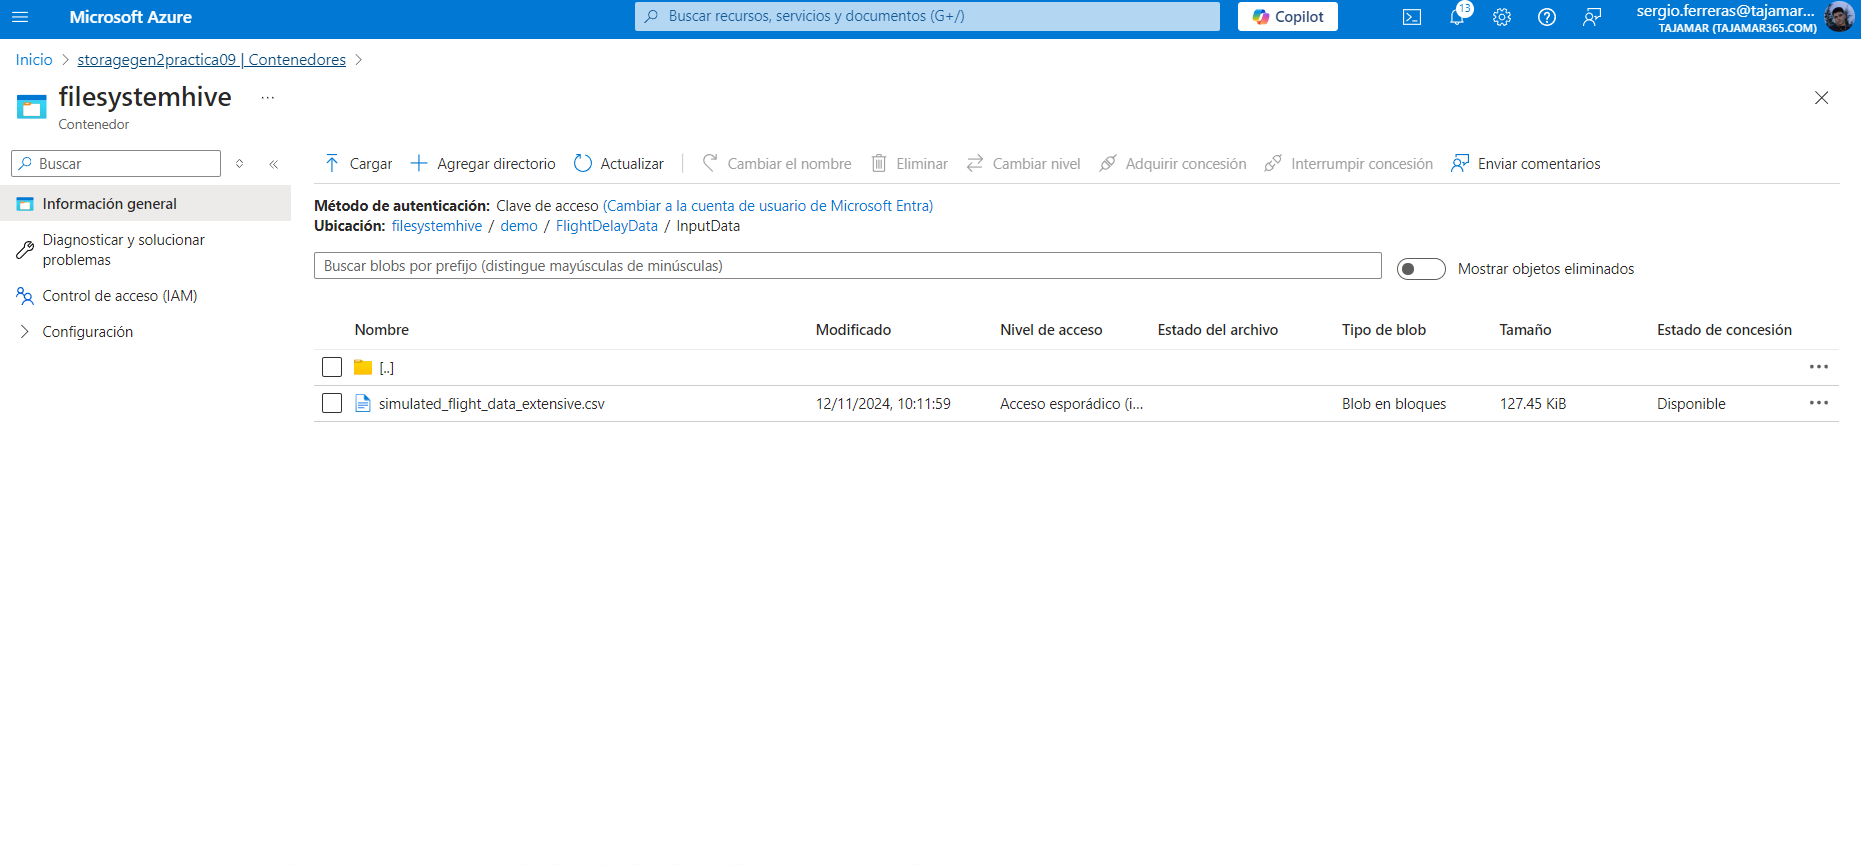 Microsoft Azure
Buscar recursos, servicios y documentos (G+/)
Copilot
13
sergio.ferreras@tajamar...
TAJAMAR (TAJAMAR365.COM)
Inicio > storagegen2practica09 | Contenedores >
filesystemhive ...
Contenedor
Buscar
Cargar Agregar directorio Actualizar Cambiar el nombre Eliminar Cambiar nivel Adquirir concesión Interrumpir concesión Enviar comentarios
Información general
Diagnosticar y solucionar
problemas
Control de acceso (IAM)
Configuración
Método de autenticación: Clave de acceso (Cambiar a la cuenta de usuario de Microsoft Entra)
Ubicación: filesystemhive / demo / FlightDelayData / InputData
Buscar blobs por prefijo (distingue mayúsculas de minúsculas)
Mostrar objetos eliminados
Nombre Modificado Nivel de acceso Estado del archivo Tipo de blob Tamaño Estado de concesión
[..]
simulated_flight_data_extensive.csv 12/11/2024, 10:11:59 Acceso esporádico (i... Blob en bloques 127.45 KiB Disponible